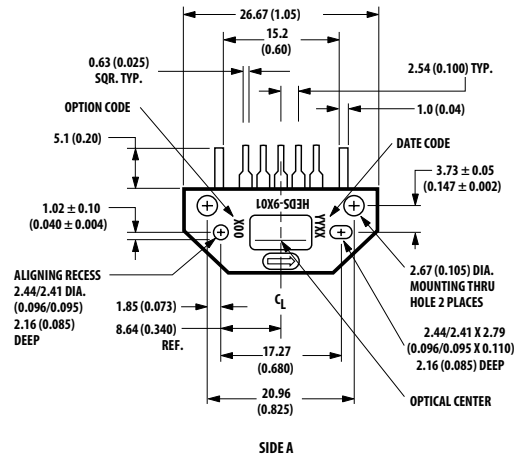 26.67 (1.05)
15.2
(0.60)
0.63 (0.025)
SQR. TYP.
2.54 (0.100) TYP.
OPTION CODE
1.0 (0.04)
5.1 (0.20)
DATE CODE
3.73 ± 0.05
(0.147 ± 0.002)
HEDS-9X01
1.02 ± 0.10
(0.040 ± 0.004)
X00
YYXX
ALIGNING RECESS
2.44/2.41 DIA.
(0.096/0.095)
2.16 (0.085)
DEEP
2.67 (0.105) DIA.
MOUNTING THRU
HOLE 2 PLACES
1.85 (0.073)
CL
8.64 (0.340)
REF.
2.44/2.41 X 2.79
(0.096/0.095 X 0.110)
2.16 (0.085) DEEP
17.27
(0.680)
20.96
(0.825)
OPTICAL CENTER
SIDE A